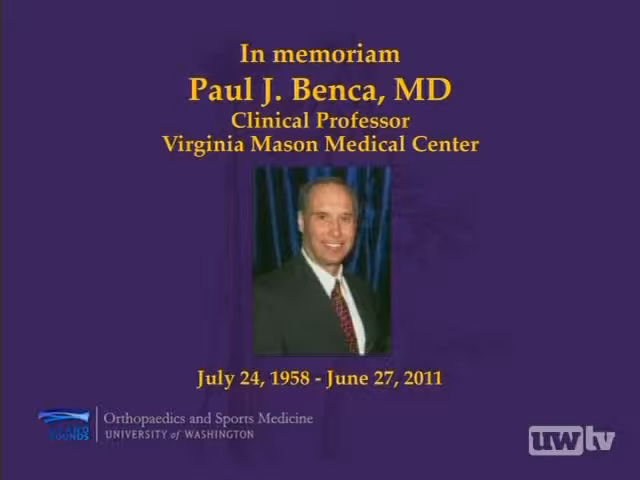 In memoriam
Paul J. Benca, MD
Clinical Professor
Virginia Mason Medical Center
July 24, 1958 - June 27, 2011
Orthopaedics and Sports Medicine
UNIVERSITY of WASHINGTON
ROUNDS
uwtv